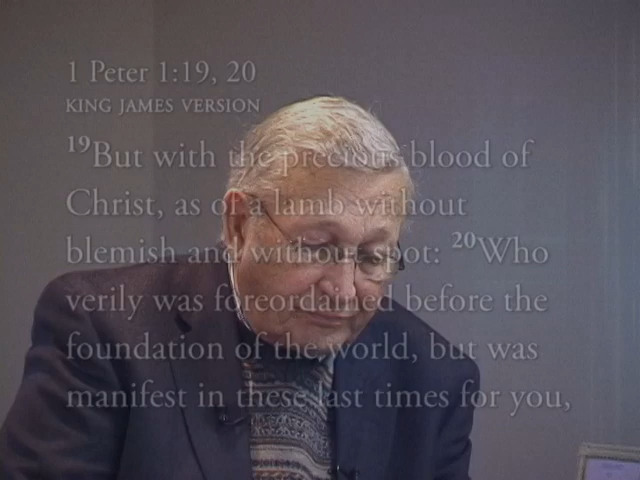 1 Peter 1:19, 20
KING JAMES VERSION
19But with the precious blood of
Christ, as of a lamb without
blemish and without spot: 20Who
verily was foreordained before the
foundation of the world, but was
manifest in these last times for you,